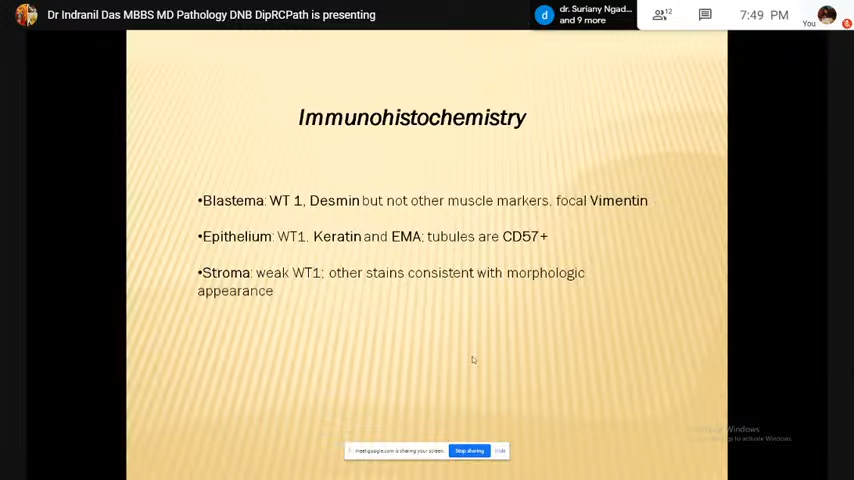 Dr Indranil Das MBBS MD Pathology DNB DipRCPath is presenting
d
dr. Suriany Ngad...
and 9 more
12
7:49 PM
You
Immunohistochemistry
•Blastema: WT 1, Desmin but not other muscle markers, focal Vimentin
•Epithelium: WT1, Keratin and EMA; tubules are CD57+
•Stroma: weak WT1; other stains consistent with morphologic
appearance
Windows
to activate Windows.
meet.google.com is sharing your screen.
Stop sharing
Hide